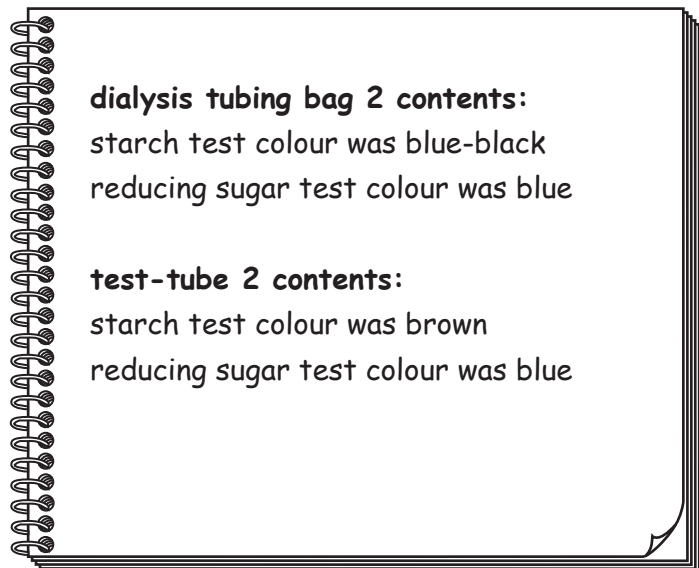 dialysis tubing bag 2 contents:
starch test colour was blue-black
reducing sugar test colour was blue
test-tube 2 contents:
starch test colour was brown
reducing sugar test colour was blue